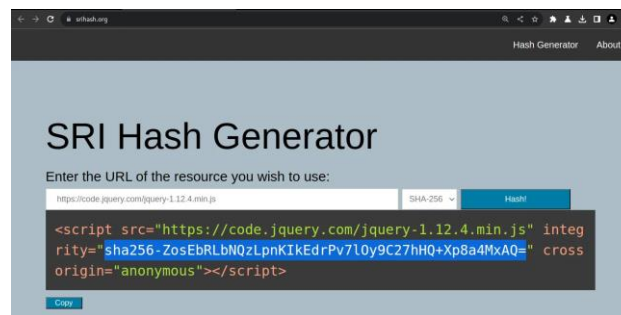 srihash.org
Hash Generator About
SRI Hash Generator
Enter the URL of the resource you wish to use:
https://code.jquery.com/jquery-1.12.4.min.js SHA-256 Hash!
<script src="https://code.jquery.com/jquery-1.12.4.min.js" integ
rity="sha256-ZosEbRLbNQzLpnKIkEdrPv7lOy9C27hHQ+Xp8a4MxAQ=" cross
origin="anonymous"></script>
Copy